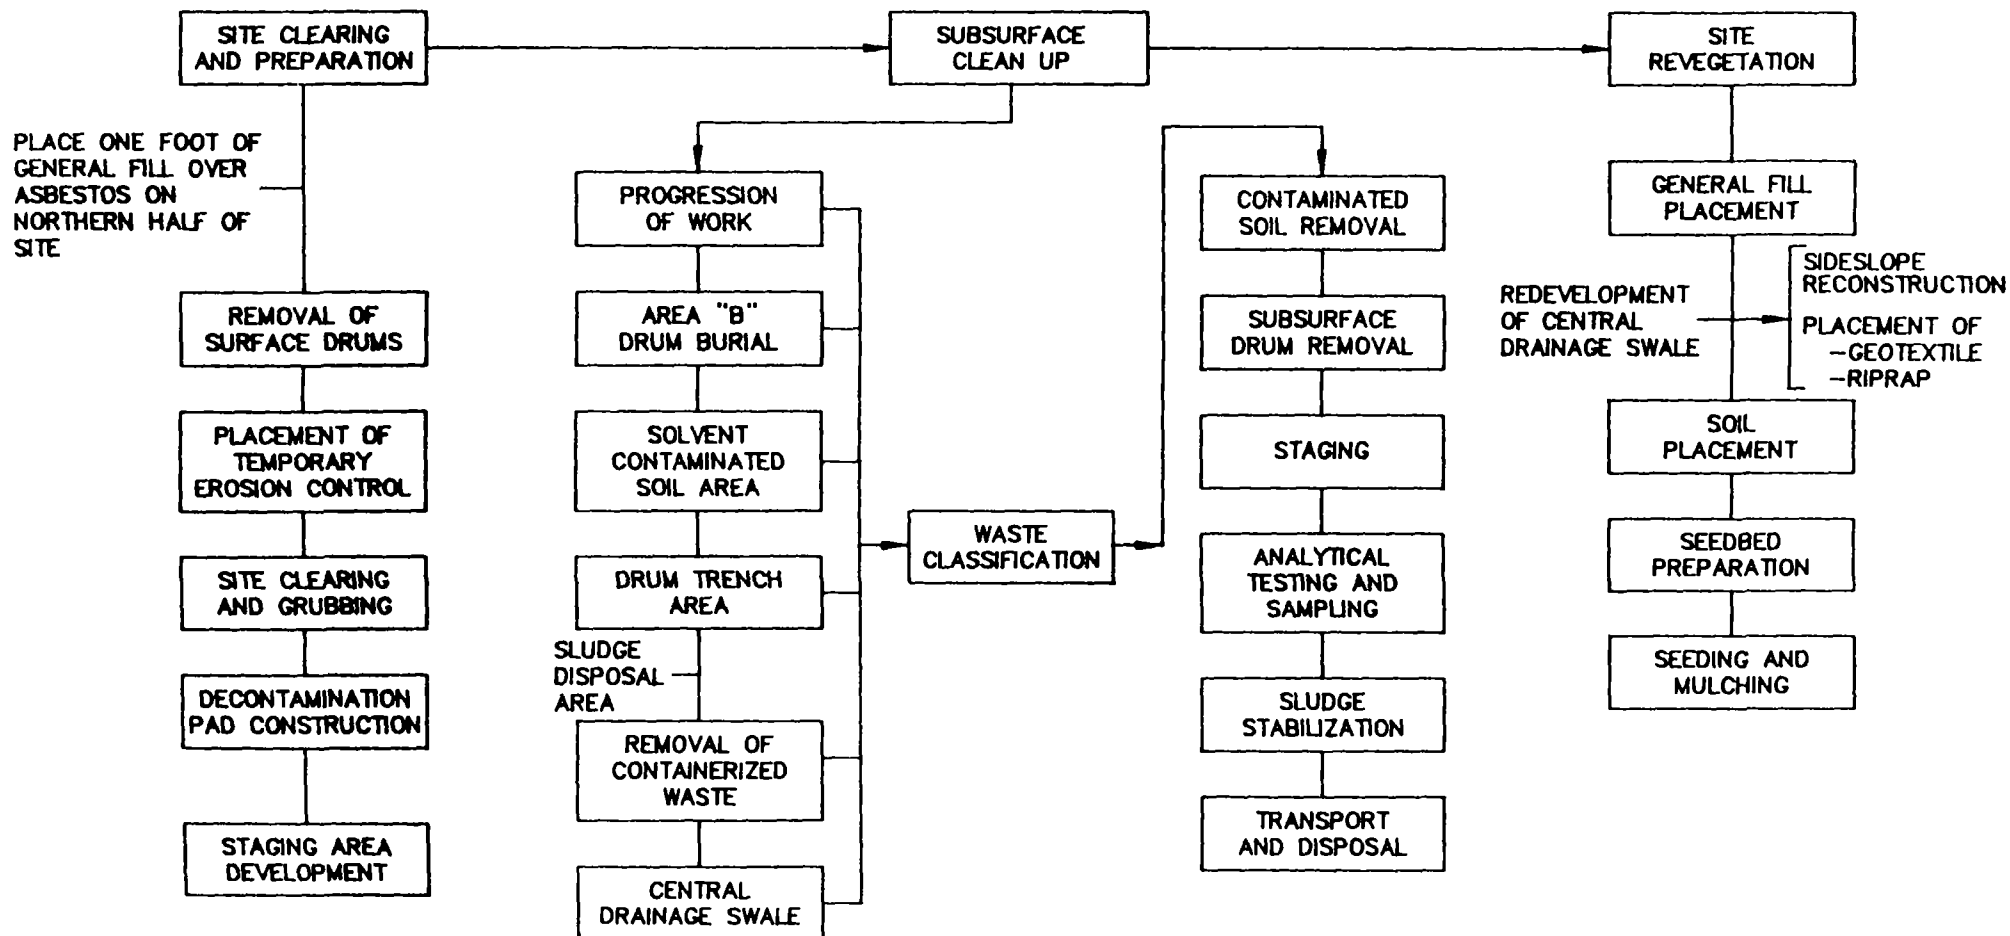 SITE CLEARING
AND PREPARATION
SUBSURFACE
CLEAN UP
SITE
REVEGETATION
PLACE ONE FOOT OF
GENERAL FILL OVER
ASBESTOS ON
NORTHERN HALF OF
SITE
REMOVAL OF
SURFACE DRUMS
PLACEMENT OF
TEMPORARY
EROSION CONTROL
SITE CLEARING
AND GRUBBING
DECONTAMINATION
PAD CONSTRUCTION
STAGING AREA
DEVELOPMENT
PROGRESSION
OF WORK
AREA "B"
DRUM BURIAL
SOLVENT
CONTAMINATED
SOIL AREA
DRUM TRENCH
AREA
SLUDGE
DISPOSAL
AREA
REMOVAL OF
CONTAINERIZED
WASTE
CENTRAL
DRAINAGE SWALE
WASTE
CLASSIFICATION
CONTAMINATED
SOIL REMOVAL
SUBSURFACE
DRUM REMOVAL
STAGING
ANALYTICAL
TESTING AND
SAMPLING
SLUDGE
STABILIZATION
TRANSPORT
AND DISPOSAL
GENERAL FILL
PLACEMENT
REDEVELOPMENT
OF CENTRAL
DRAINAGE SWALE
SIDESLOPE
RECONSTRUCTION
PLACEMENT OF
-GEOTEXTILE
-RIPRAP
SOIL
PLACEMENT
SEEDBED
PREPARATION
SEEDING AND
MULCHING